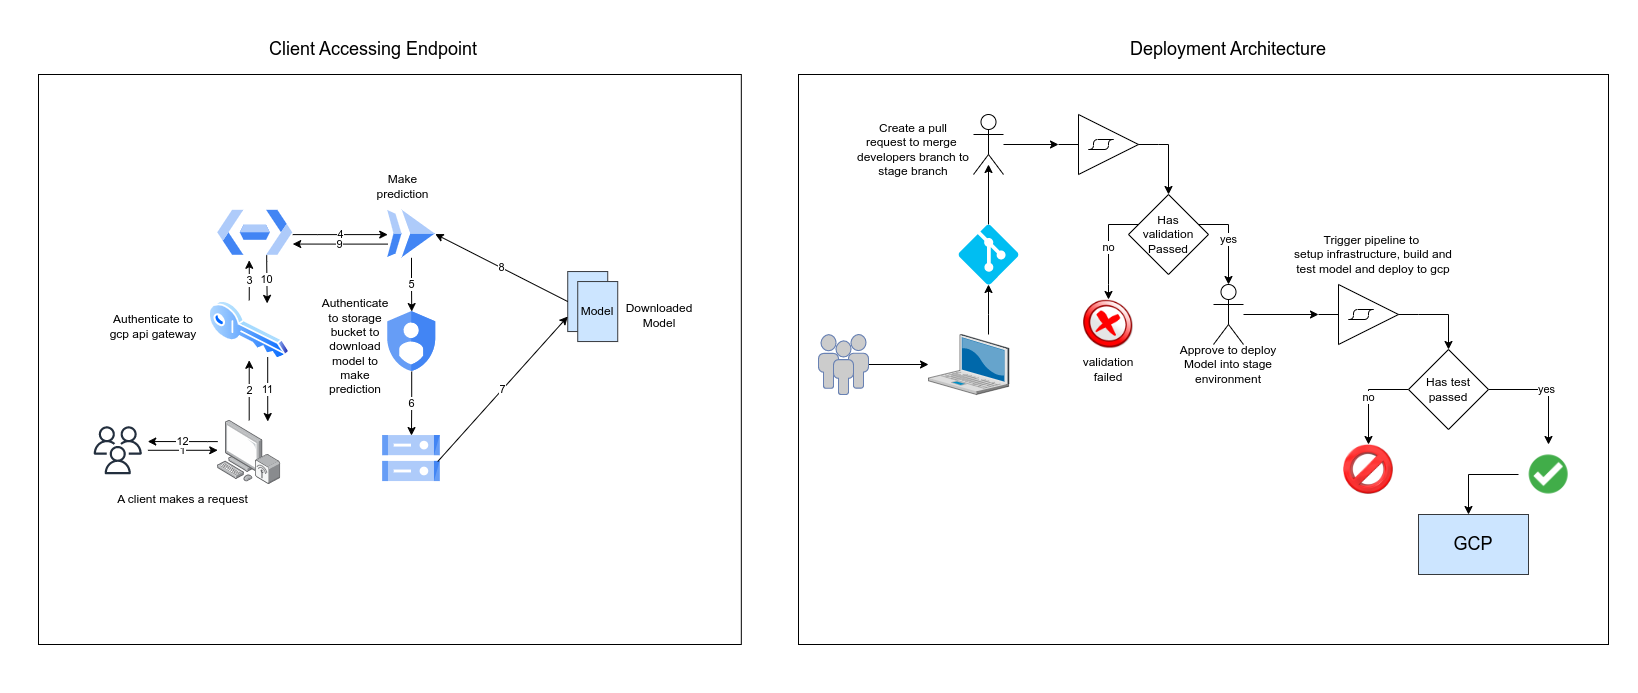 Client Accessing Endpoint
Make
prediction
4
9
3
10
8
5
Authenticate to
gcp api gateway
Authenticate
to storage
bucket to
download
model to
make
prediction
Model
Downloaded
Model
2
11
7
6
12
1
A client makes a request
Deployment Architecture
Create a pull
request to merge
developers branch to
stage branch
Has
validation
Passed
no
yes
validation
failed
Approve to deploy
Model into stage
environment
Trigger pipeline to
setup infrastructure, build and
test model and deploy to gcp
Has test
passed
no
yes
GCP